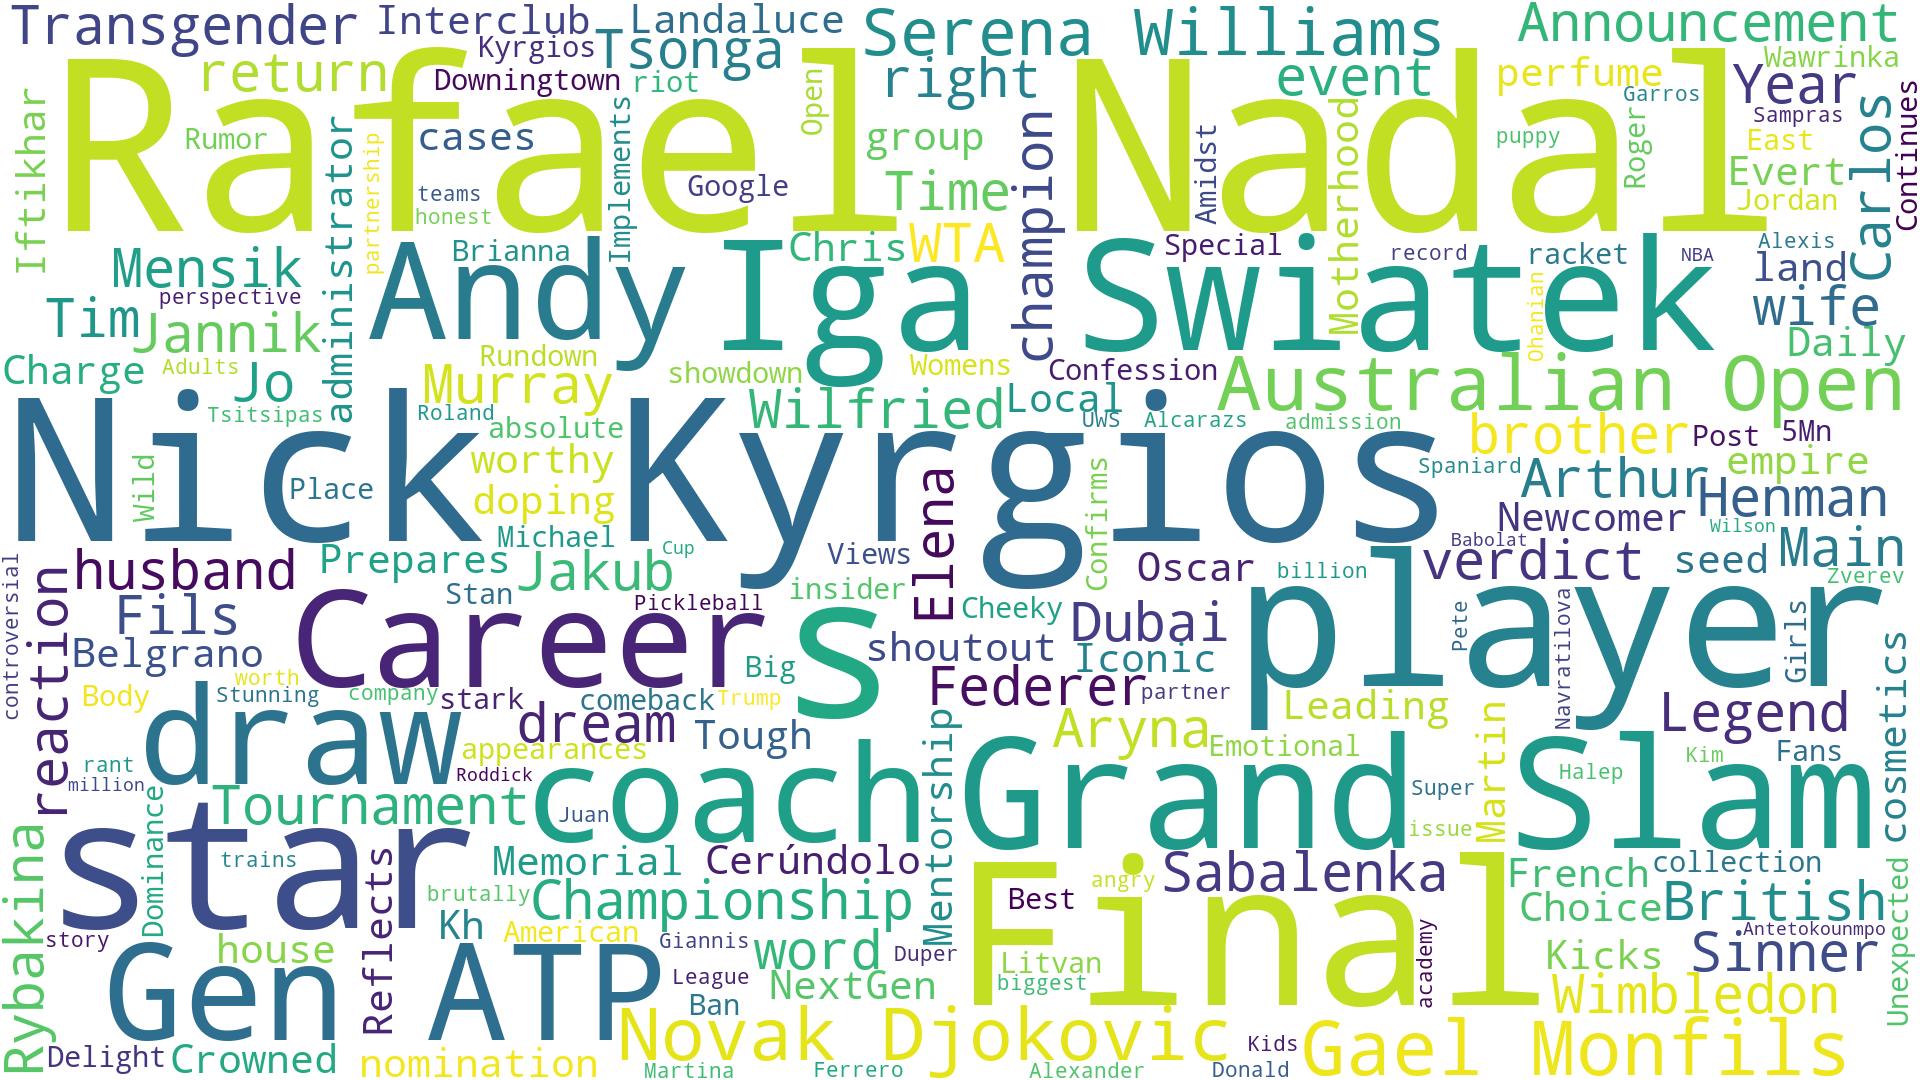 Transgender
Interclub
Landaluce
Serena Williams
Announcement
Kyrgios
Tsonga
Wawrinka
return
Downingtown
riot
right
event
perfume
Year
Garros
Continues
Rafael Nadal
Iftikhar
Rumor
administrator
partnership
cases
Implements
Open
group
champion
Amidst
Motherhood
puppy
Roger
Sampras
East
Carlos
teams
honest
Google
Time
Evert
Jordan
Mensik
perspective
Andy
Brianna
Iga Swiatek
Chris
WTA
Special
record
racket
Ohanian
NBA
Alexis
land
wife
Tim
Jannik
Charge
Adults
Jo
Rundown
Murray
showdown
Womens
Confession
Australian Open
Daily
Tsitsipas
Roland
absolute
Wilfried
Local
UWS
Alcarazs
admission
brother
Post
5Mn
Nick Kyrgios
Wild
Place
worthy
doping
Michael
Elena
Confirms
Spaniard
Arthur
empire
Henman
Newcomer
Wilson
controversial
reaction
husband
Prepares
Jakub
Cup
Views
insider
Oscar
billion
Babolat
verdict
seed
Main
Zverev
Fils
Stan
Pickleball
Career
s
Cheeky
Dubai
player
Pete
Navratilova
Girls
cosmetics
Belgrano
Body
worth
Stunning
company
stark
comeback
Big
Trump
shoutout
Iconic
Federer
partner
Leading
Legend
draw
dream
Tough
appearances
Mentorship
Aryna
Emotional
Martin
Kim
Fans
rant
million
Roddick
coach
Grand Slam
Halep
Super
Dominance
Tournament
Juan
issue
star
trains
Reflects
Memorial
Cerúndolo
Final
Best
angry
Sabalenka
French
collection
Unexpected
Rybakina
brutally
Championship
Choice
British
story
house
Kh
American
Giannis
word
Duper
academy
Antetokounmpo
Gen
ATP
League
NextGen
Litvan
biggest
Kicks
Sinner
Ban
Wimbledon
Delight
Crowned
nomination
Novak Djokovic
Kids
Gael Monfils
Martina
Ferrero
Alexander
Donald